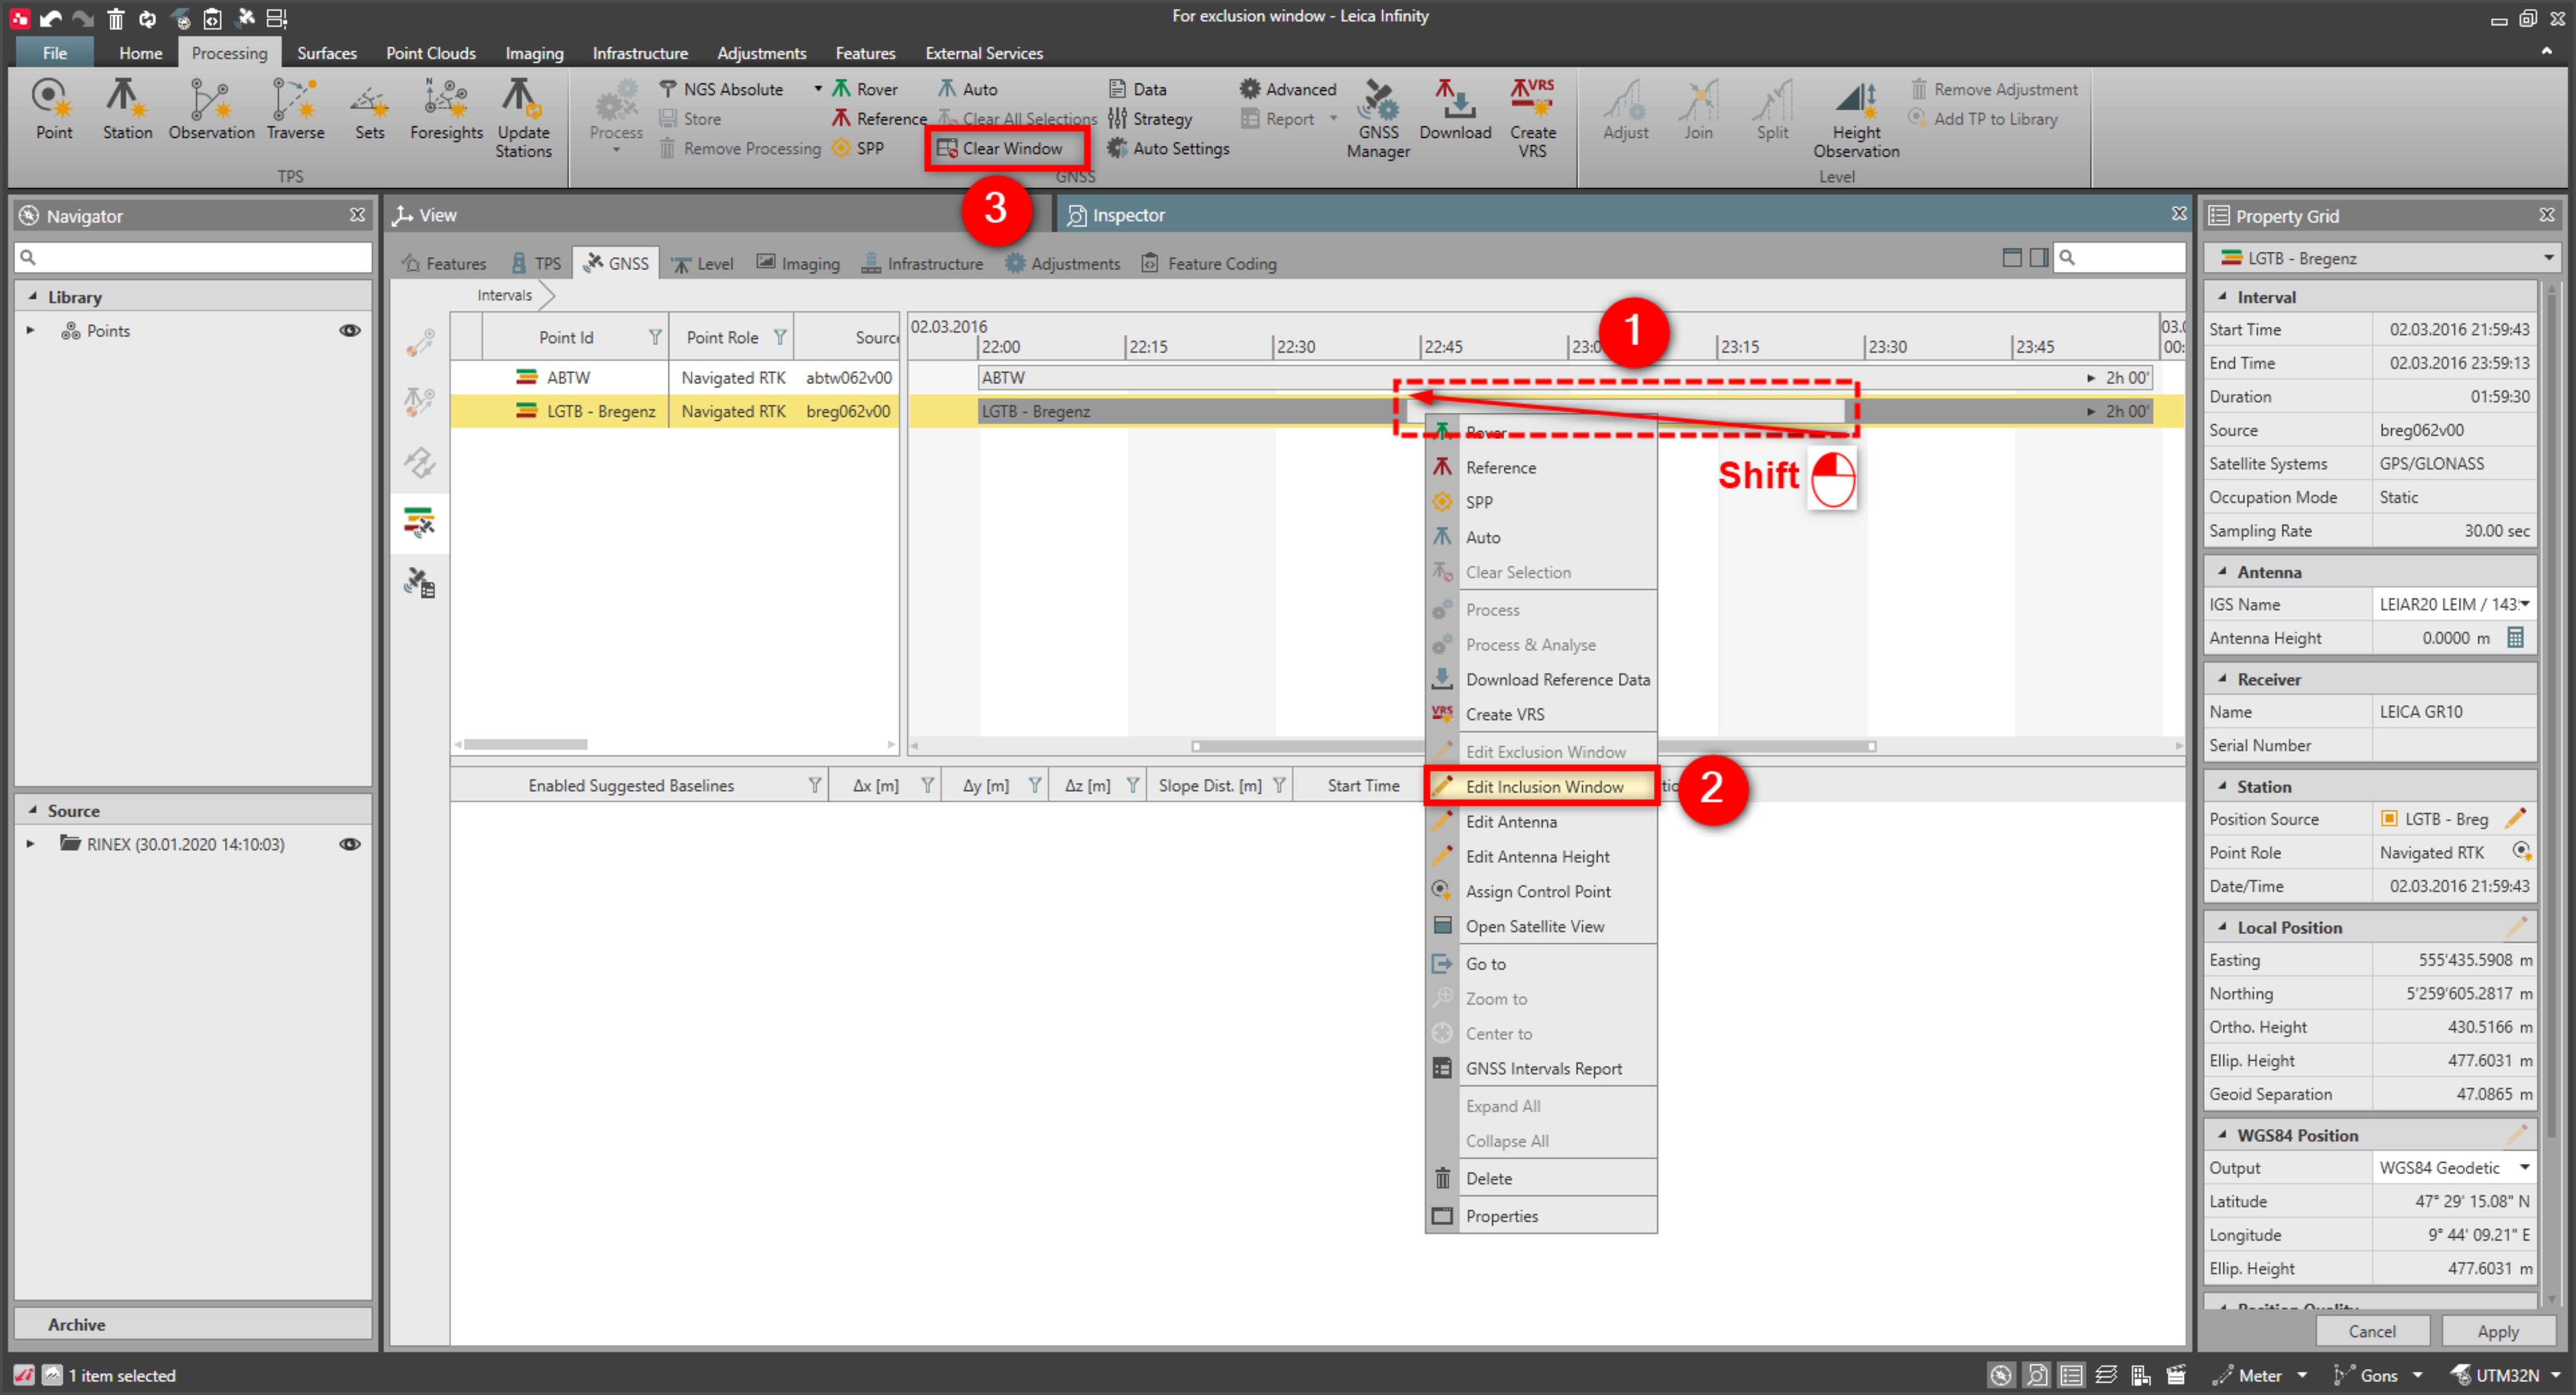 For exclusion window - Leica Infinity
File Home Processing Surfaces Point Clouds Imaging Infrastructure Adjustments Features External Services
Point Station Observation Traverse Sets Foresights Update Stations
TPS
Process
NGS Absolute
Store
Remove Processing
Rover
Reference
SPP
Auto
Clear All Selections
Clear Window
Data
Strategy
Auto Settings
Advanced
Report
GNSS Manager
Download
VRS
Create VRS
GNSS
Adjust Join Split Height Observation
Remove Adjustment
Add TP to Library
Level
3
Navigator
Library
Points
Source
RINEX (30.01.2020 14:10:03)
Archive
View
Inspector
Features TPS GNSS Level Imaging Infrastructure Adjustments Feature Coding
Intervals
Point Id Point Role Sourc
02.03.2016 03.0
22:00 22:15 22:30 22:45 23:0 23:15 23:30 23:45 00:
1
ABTW Navigated RTK abtw062v00 ABTW 2h 00'
LGTB - Bregenz Navigated RTK breg062v00 LGTB - Bregenz 2h 00'
Shift
Rover
Reference
SPP
Auto
Clear Selection
Process
Process & Analyse
Download Reference Data
VRS Create VRS
Edit Exclusion Window
Edit Inclusion Window
2
Edit Antenna
Edit Antenna Height
Assign Control Point
Open Satellite View
Go to
Zoom to
Center to
GNSS Intervals Report
Expand All
Collapse All
Delete
Properties
Enabled Suggested Baselines Δx [m] Δy [m] Δz [m] Slope Dist. [m] Start Time
Property Grid
LGTB - Bregenz
Interval
Start Time 02.03.2016 21:59:43
End Time 02.03.2016 23:59:13
Duration 01:59:30
Source breg062v00
Satellite Systems GPS/GLONASS
Occupation Mode Static
Sampling Rate 30.00 sec
Antenna
IGS Name LEIAR20 LEIM / 143
Antenna Height 0.0000 m
Receiver
Name LEICA GR10
Serial Number
Station
Position Source LGTB - Breg
Point Role Navigated RTK
Date/Time 02.03.2016 21:59:43
Local Position
Easting 555'435.5908 m
Northing 5'259'605.2817 m
Ortho. Height 430.5166 m
Ellip. Height 477.6031 m
Geoid Separation 47.0865 m
WGS84 Position
Output WGS84 Geodetic
Latitude 47° 29' 15.08" N
Longitude 9° 44' 09.21" E
Ellip. Height 477.6031 m
Cancel Apply
1 item selected
Meter Gons UTM32N